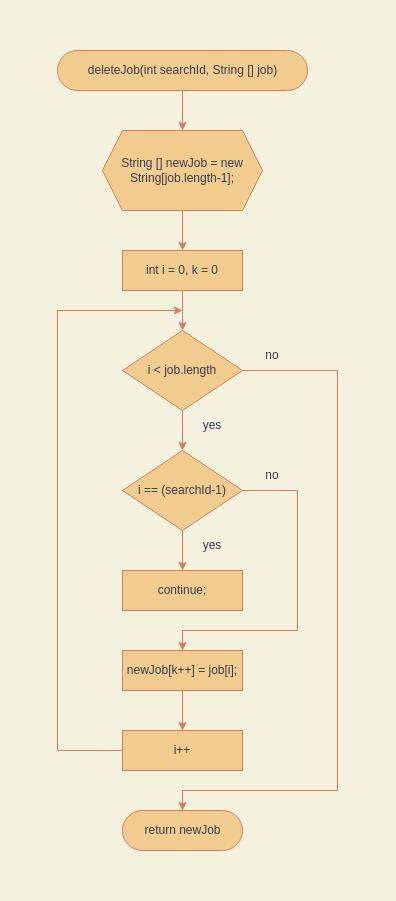 deleteJob(int searchId, String [] job)
String [] newJob = new
String[job.length-1];
int i = 0, k = 0
i < job.length
no
yes
i == (searchId-1)
no
yes
continue;
newJob[k++] = job[i];
i++
return newJob